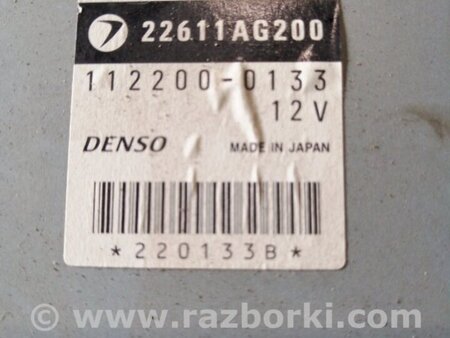 22611AG200
112200-0133
12V
DENSO MADE IN JAPAN
*220133B*
© www.razborki.com